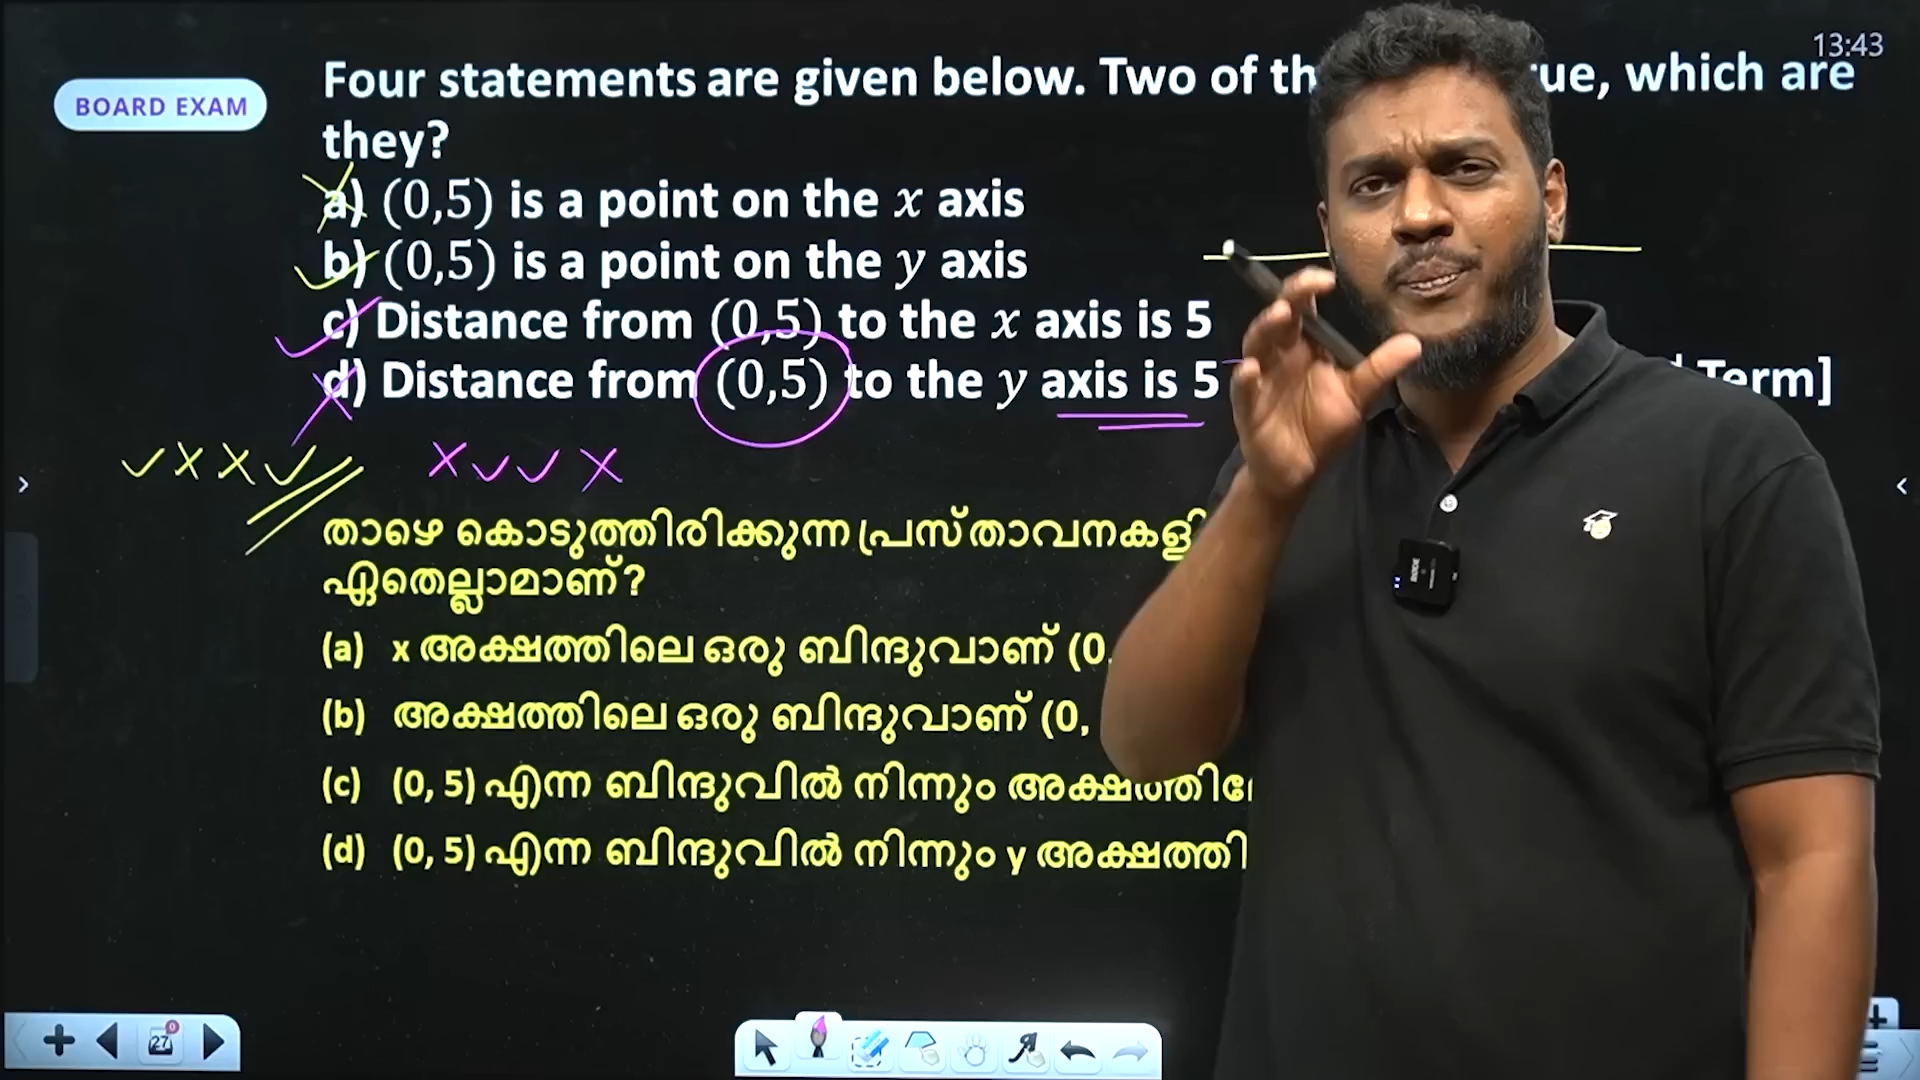 13:43
BOARD EXAM
Four statements are given below. Two of th rue, which are
they?
a) (0,5) is a point on the x axis
b) (0,5) is a point on the y axis
c) Distance from (0,5) to the x axis is 5
d) Distance from (0,5) to the y axis is 5 Term]
താഴെ കൊടുത്തിരിക്കുന്ന പ്രസ്താവനകളി
ഏതെല്ലാമാണ്?
(a) x അക്ഷത്തിലെ ഒരു ബിന്ദുവാണ് (0,
(b) അക്ഷത്തിലെ ഒരു ബിന്ദുവാണ് (0,
(c) (0, 5) എന്ന ബിന്ദുവിൽ നിന്നും
(d) (0, 5) എന്ന ബിന്ദുവിൽ നിന്നും y അക്ഷത്തി
27